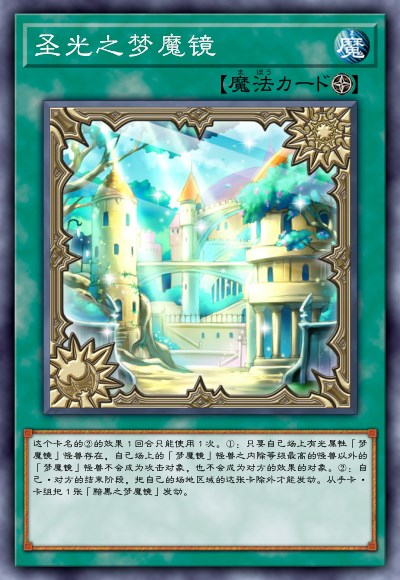 圣光之梦魔镜
魔
【魔法カード】
まほう
这个卡名的②的效果1回合只能使用1次。①：只要自己场上有光属性「梦
魔镜」怪兽存在，自己场上的「梦魔镜」怪兽之内除等级最高的怪兽以外的
「梦魔镜」怪兽不会成为攻击对象，也不会成为对方的效果的对象。②：自
己·对方的结束阶段，把自己的场地区域的这张卡除外才能发动。从手卡·
卡组把1张「黯黑之梦魔镜」发动。